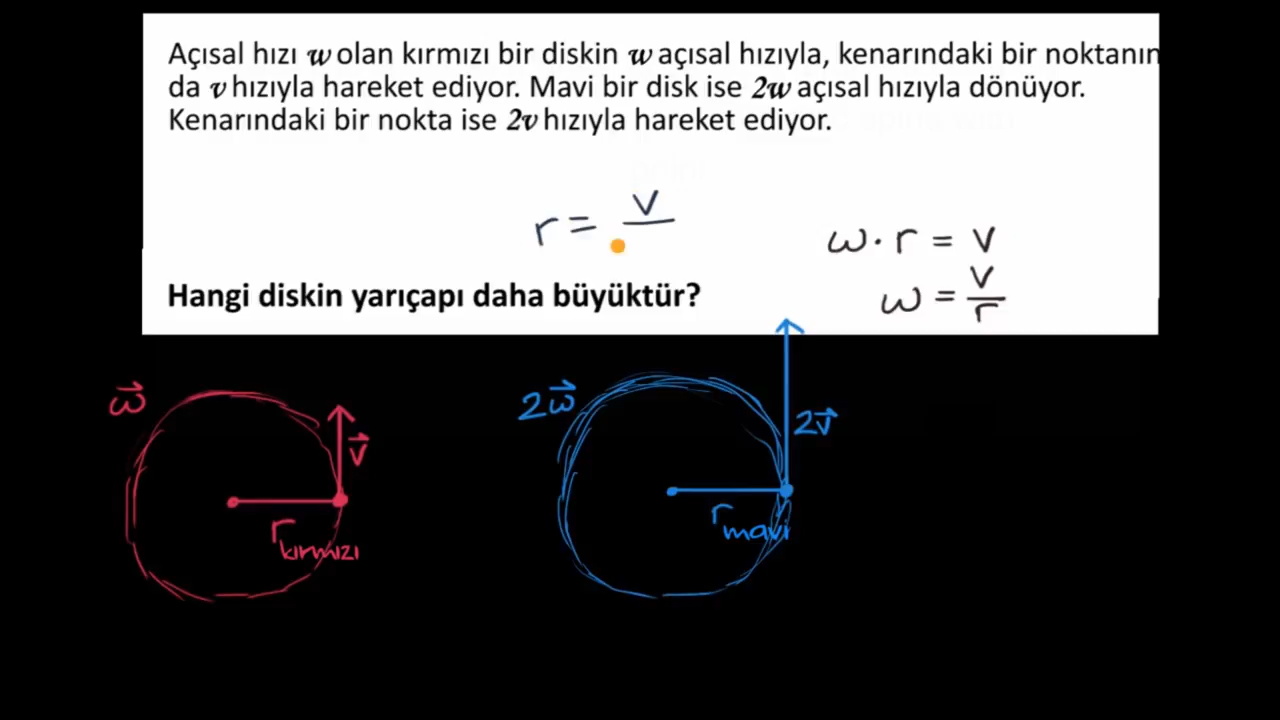 Açısal hızı w olan kırmızı bir diskin w açısal hızıyla, kenarındaki bir noktanın
da v hızıyla hareket ediyor. Mavi bir disk ise 2w açısal hızıyla dönüyor.
Kenarındaki bir nokta ise 2v hızıyla hareket ediyor.
r = v
ω · r = v
ω = v/r
Hangi diskin yarıçapı daha büyüktür?
ω⃗
v⃗
r kırmızı
2ω⃗
2v⃗
r mavi